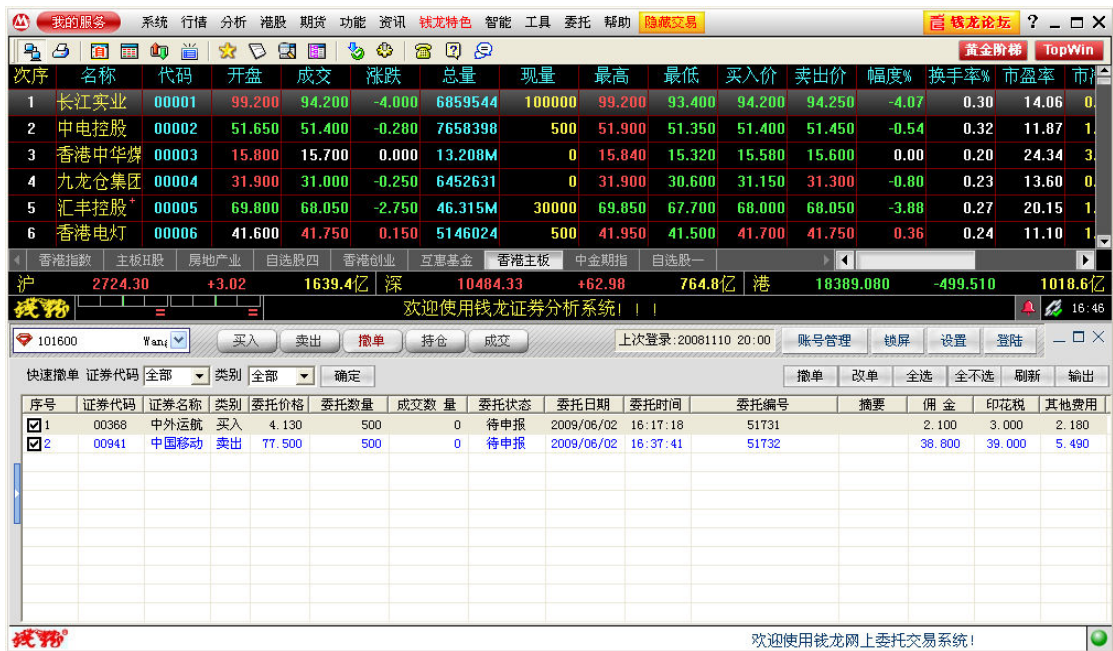 我的服务 系统 行情 分析 港股 期货 功能 资讯 钱龙特色 智能 工具 委托 帮助 隐藏交易 钱龙论坛 ?
黄金阶梯 TopWin
次序 名称 代码 开盘 成交 涨跌 总量 现量 最高 最低 买入价 卖出价 幅度% 换手率% 市盈率
1 长江实业 00001 99.200 94.200 -4.000 6859544 100000 99.200 93.400 94.200 94.250 -4.07 0.30 14.06 0.
2 中电控股 00002 51.650 51.400 -0.280 7658398 500 51.900 51.350 51.400 51.450 -0.54 0.32 11.87 1.
3 香港中华煤 00003 15.800 15.700 0.000 13.208M 0 15.840 15.320 15.580 15.600 0.00 0.20 24.34 3.
4 九龙仓集团 00004 31.900 31.000 -0.250 6452631 0 31.900 30.600 31.150 31.300 -0.80 0.23 13.60 0.
5 汇丰控股+ 00005 69.800 68.050 -2.750 46.315M 30000 69.850 67.700 68.000 68.050 -3.88 0.27 20.15 1.
6 香港电灯 00006 41.600 41.750 0.150 5146024 500 41.950 41.500 41.700 41.750 0.36 0.24 11.10 1.
香港指数 主板H股 房地产业 自选股四 香港创业 互惠基金 香港主板 中金期指 自选股一
沪 2724.30 +3.02 1639.4亿 深 10484.33 +62.98 764.8亿 港 18389.080 -499.510 1018.6亿
钱龙 欢迎使用钱龙证券分析系统！！！ 16:46
101600 Wang 买入 卖出 撤单 持仓 成交 上次登录:20081110 20:00 账号管理 锁屏 设置 登陆
快速撤单 证券代码 全部 类别 全部 确定 撤单 改单 全选 全不选 刷新 输出
序号 证券代码 证券名称 类别 委托价格 委托数量 成交数 量 委托状态 委托日期 委托时间 委托编号 摘要 佣 金 印花税 其他费用
1 00368 中外运航 买入 4.130 500 0 待申报 2009/06/02 16:17:18 51731 2.100 3.000 2.180
2 00941 中国移动 卖出 77.500 500 0 待申报 2009/06/02 16:37:41 51732 38.800 39.000 5.490
钱龙 欢迎使用钱龙网上委托交易系统!